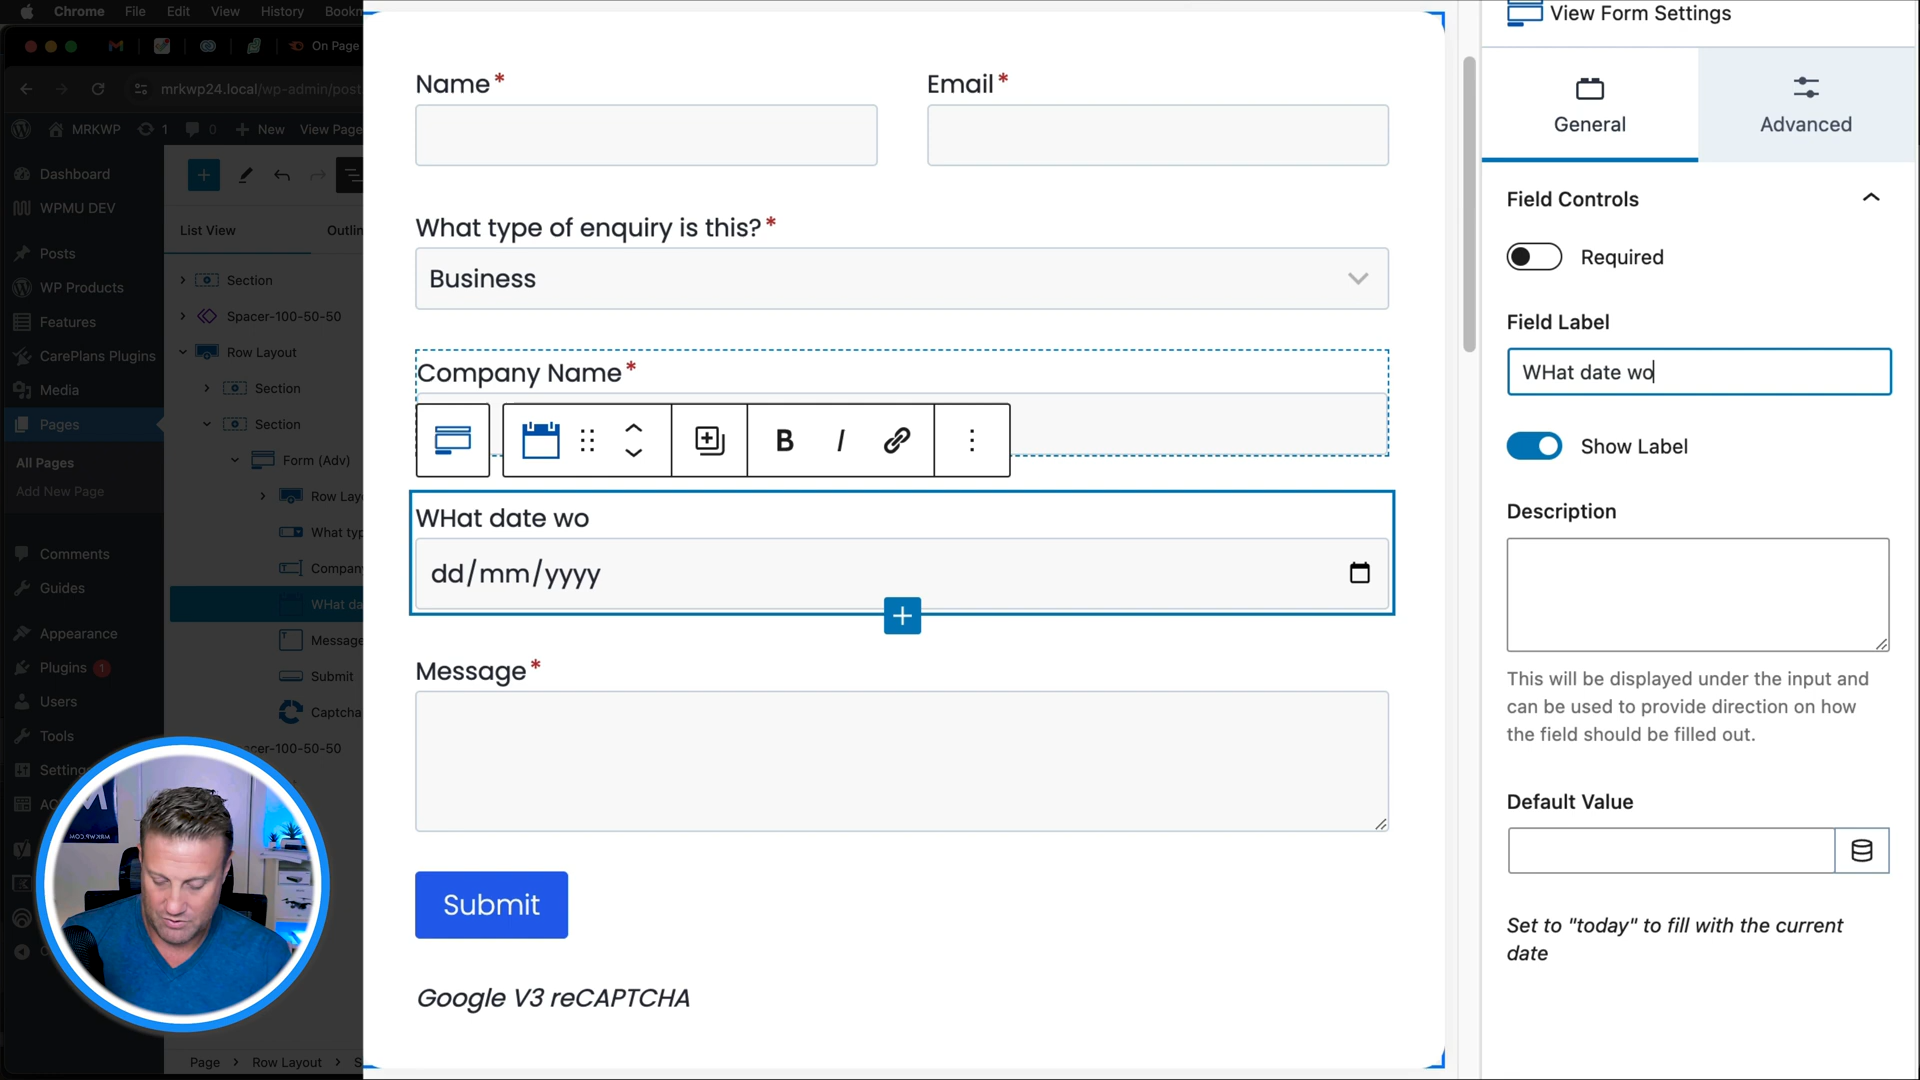 Chrome File Edit View History Bookm
On Page
mrkwp24.local/wp-admin/post
MRKWP 1 0 New View Page
Dashboard
WPMU DEV
Posts
WP Products
Features
CarePlans Plugins
Media
Pages
All Pages
Add New Page
Comments
Guides
Appearance
Plugins 1
Users
Tools
Settings
AC
List View Outlin
Section
Spacer-100-50-50
Row Layout
Section
Section
Form (Adv)
Row Lay
What typ
Compan
WHat da
Message
Submit
Captcha
acer-100-50-50
MRKWP.COM
Page Row Layout S
Name*
Email*
What type of enquiry is this?*
Business
Company Name*
B I
WHat date wo
dd/mm/yyyy
Message*
Submit
Google V3 reCAPTCHA
View Form Settings
General
Advanced
Field Controls
Required
Field Label
WHat date wo
Show Label
Description
This will be displayed under the input and
can be used to provide direction on how
the field should be filled out.
Default Value
Set to "today" to fill with the current
date